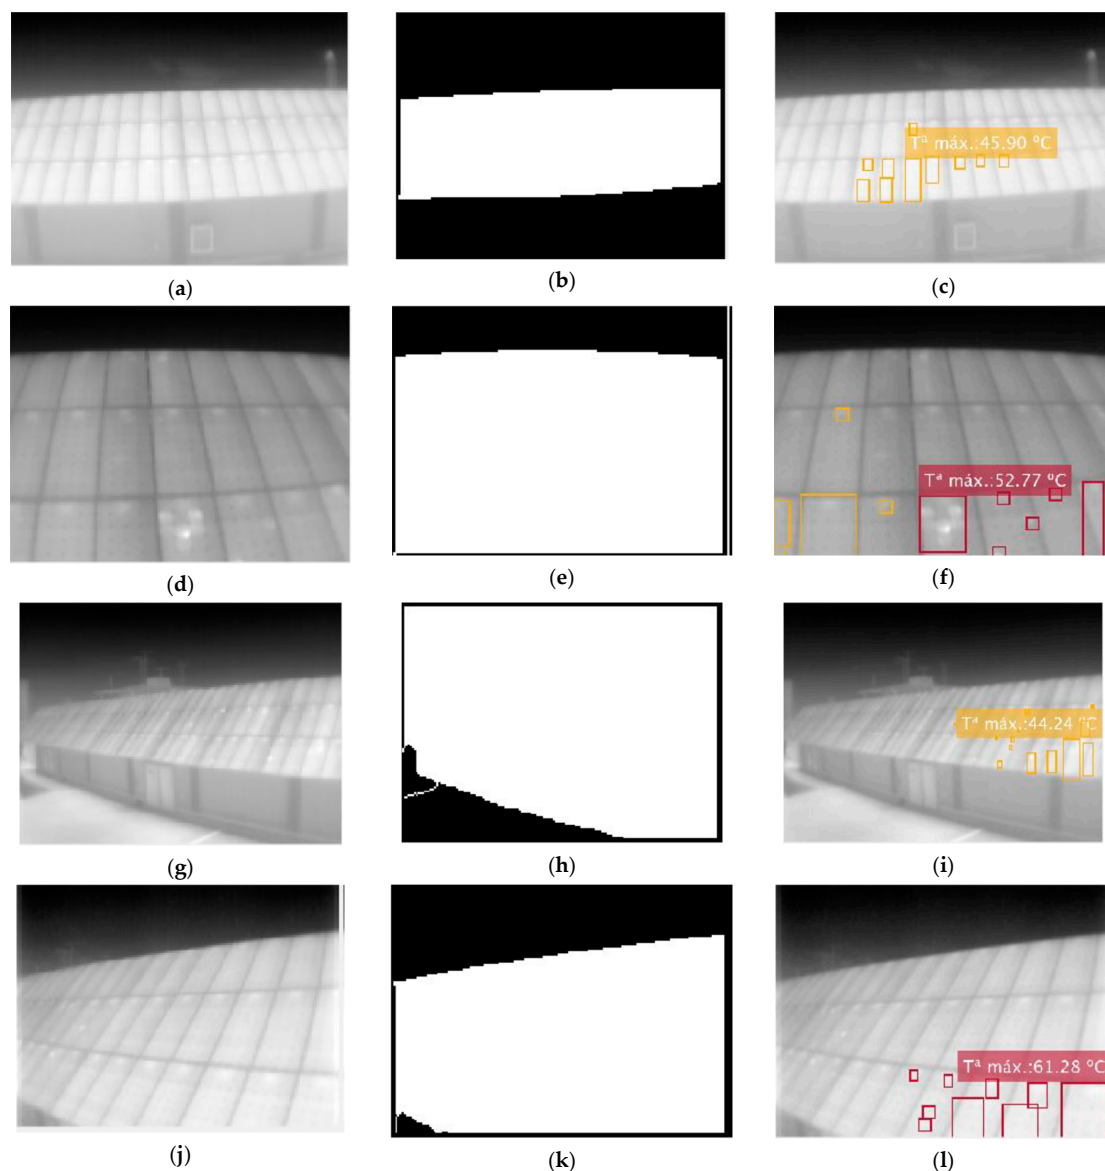 Tª máx.:45.90 ºC
(a)
(b)
(c)
Tª máx.:52.77 ºC
(d)
(e)
(f)
Tª máx.:44.24 ºC
(g)
(h)
(i)
Tª máx.:61.28 ºC
(j)
(k)
(l)